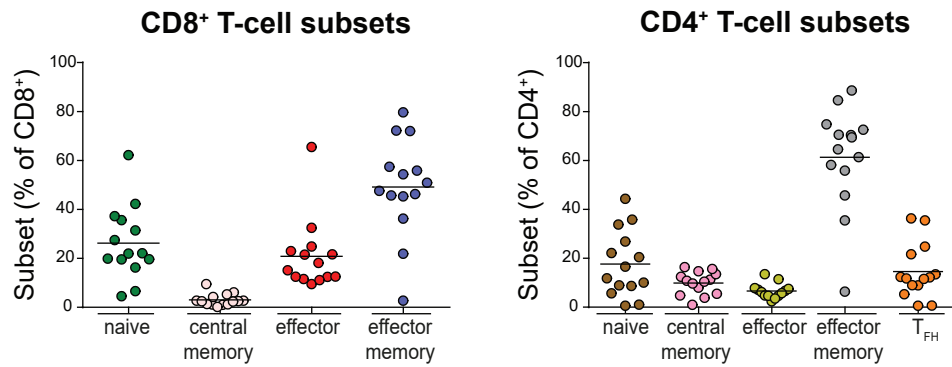 CD8⁺ T-cell subsets
Subset (% of CD8⁺)
100
80
60
40
20
0
naive
central
memory
effector
effector
memory
CD4⁺ T-cell subsets
Subset (% of CD4⁺)
100
80
60
40
20
0
naive
central
memory
effector
effector
memory
T_FH